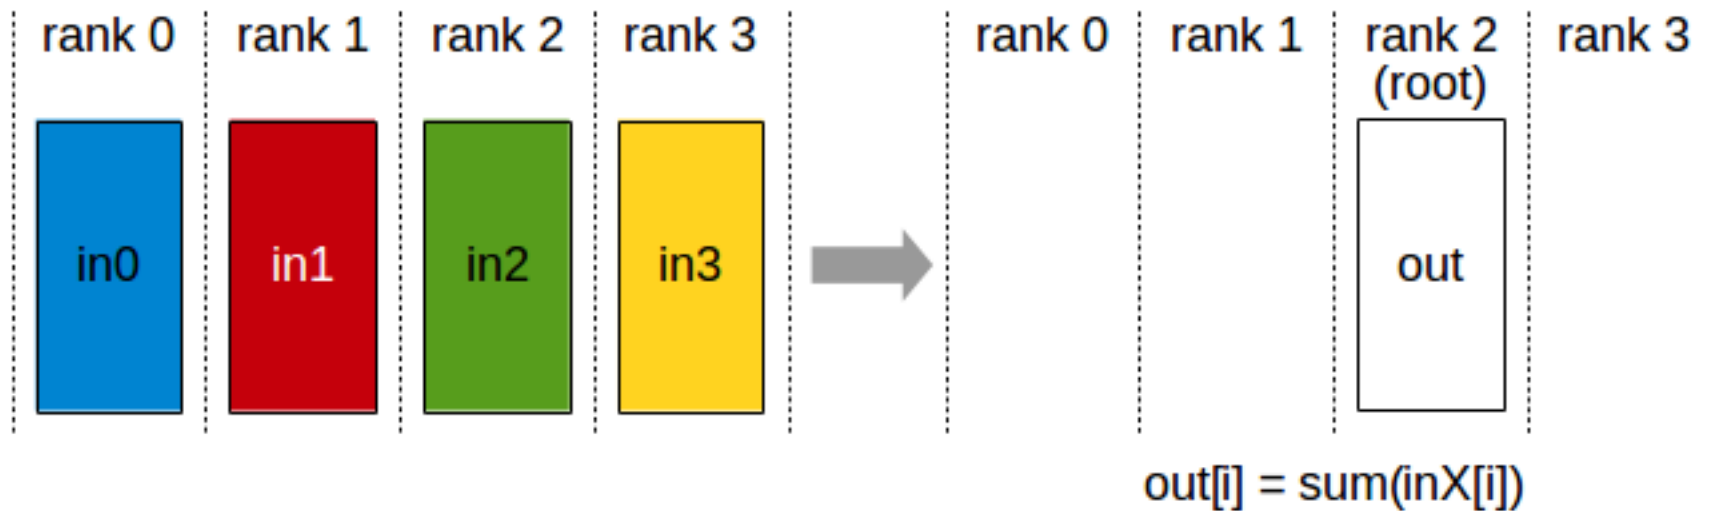 rank 0 rank 1 rank 2 rank 3 rank 0 rank 1 rank 2 rank 3
(root)
in0 in1 in2 in3 out
out[i] = sum(inX[i])